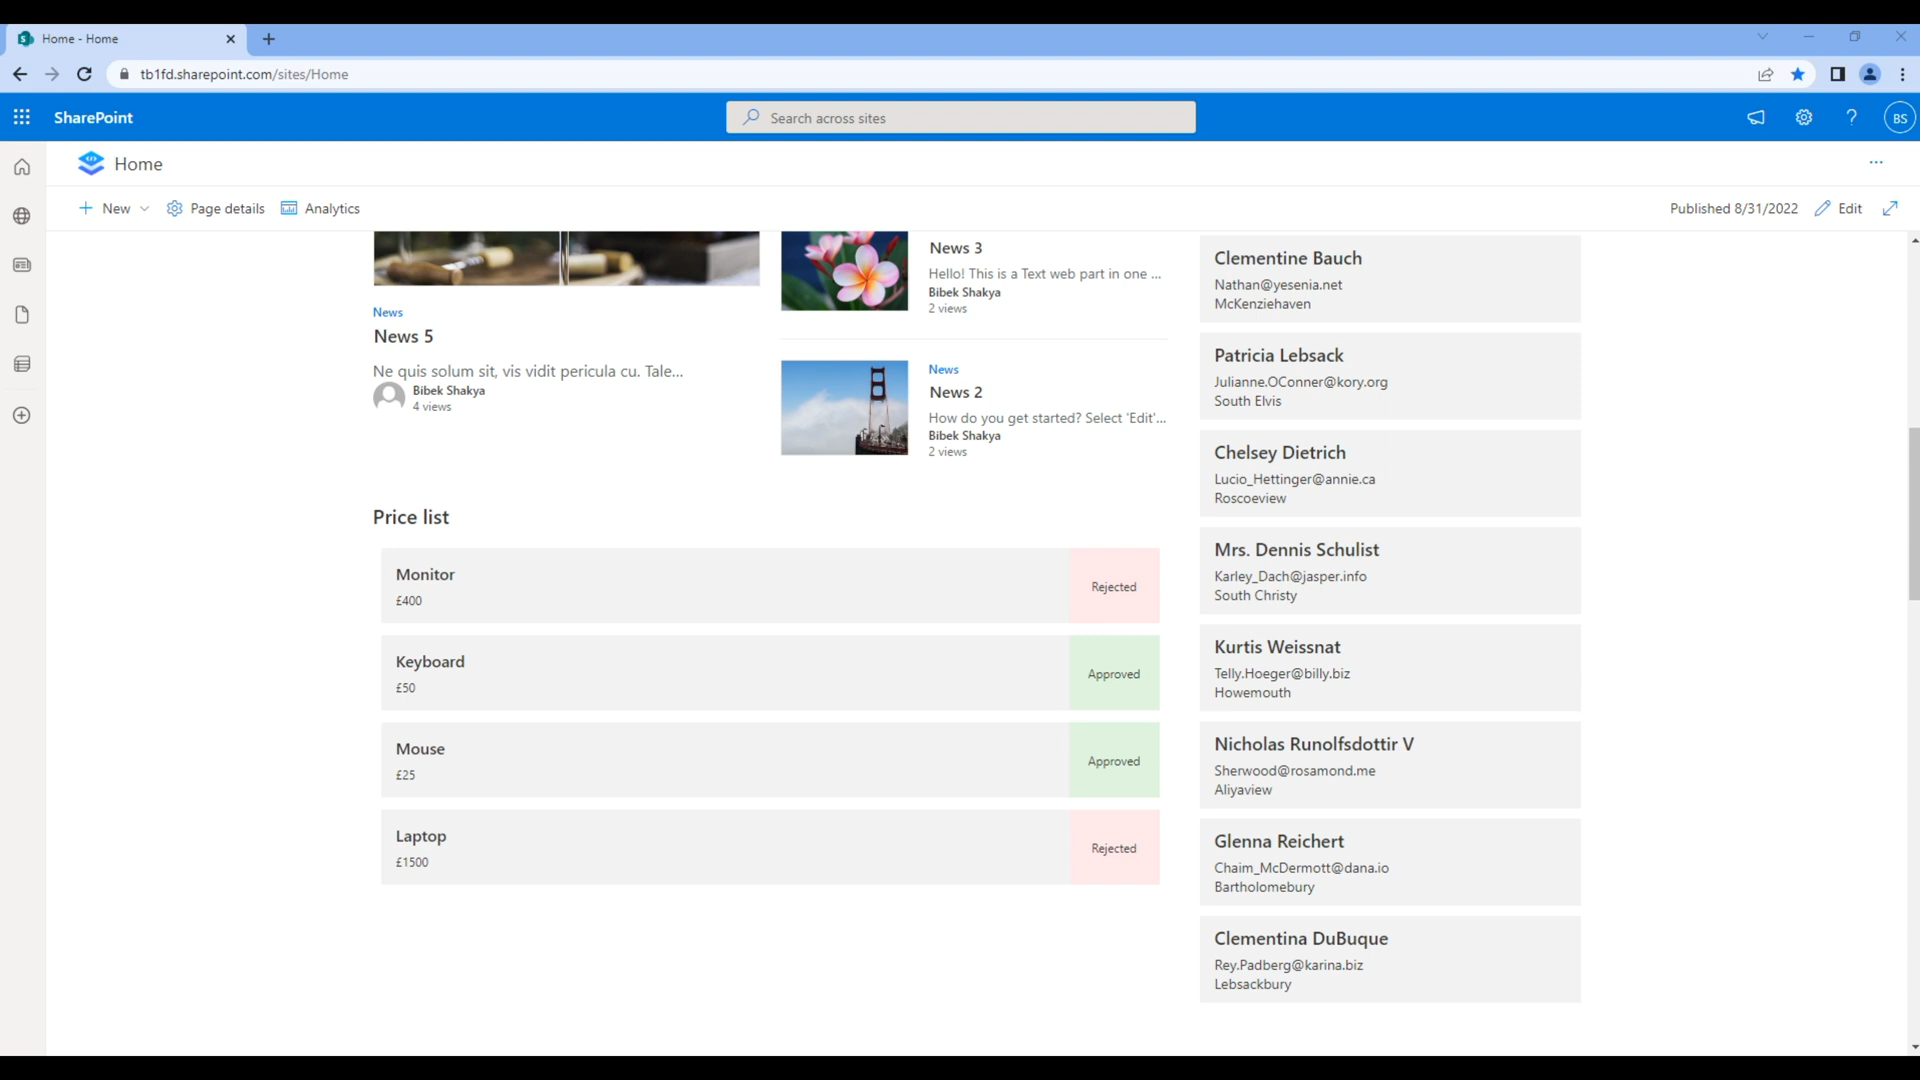 Home - Home
tb1fd.sharepoint.com/sites/Home
SharePoint
Search across sites
BS
Home
New
Page details
Analytics
Published 8/31/2022
Edit
News
News 5
Ne quis solum sit, vis vidit pericula cu. Tale...
Bibek Shakya
4 views
News 3
Hello! This is a Text web part in one ...
Bibek Shakya
2 views
News
News 2
How do you get started? Select 'Edit'...
Bibek Shakya
2 views
Price list
Monitor
£400
Rejected
Keyboard
£50
Approved
Mouse
£25
Approved
Laptop
£1500
Rejected
Clementine Bauch
Nathan@yesenia.net
McKenziehaven
Patricia Lebsack
Julianne.OConner@kory.org
South Elvis
Chelsey Dietrich
Lucio_Hettinger@annie.ca
Roscoeview
Mrs. Dennis Schulist
Karley_Dach@jasper.info
South Christy
Kurtis Weissnat
Telly.Hoeger@billy.biz
Howemouth
Nicholas Runolfsdottir V
Sherwood@rosamond.me
Aliyaview
Glenna Reichert
Chaim_McDermott@dana.io
Bartholomebury
Clementina DuBuque
Rey.Padberg@karina.biz
Lebsackbury